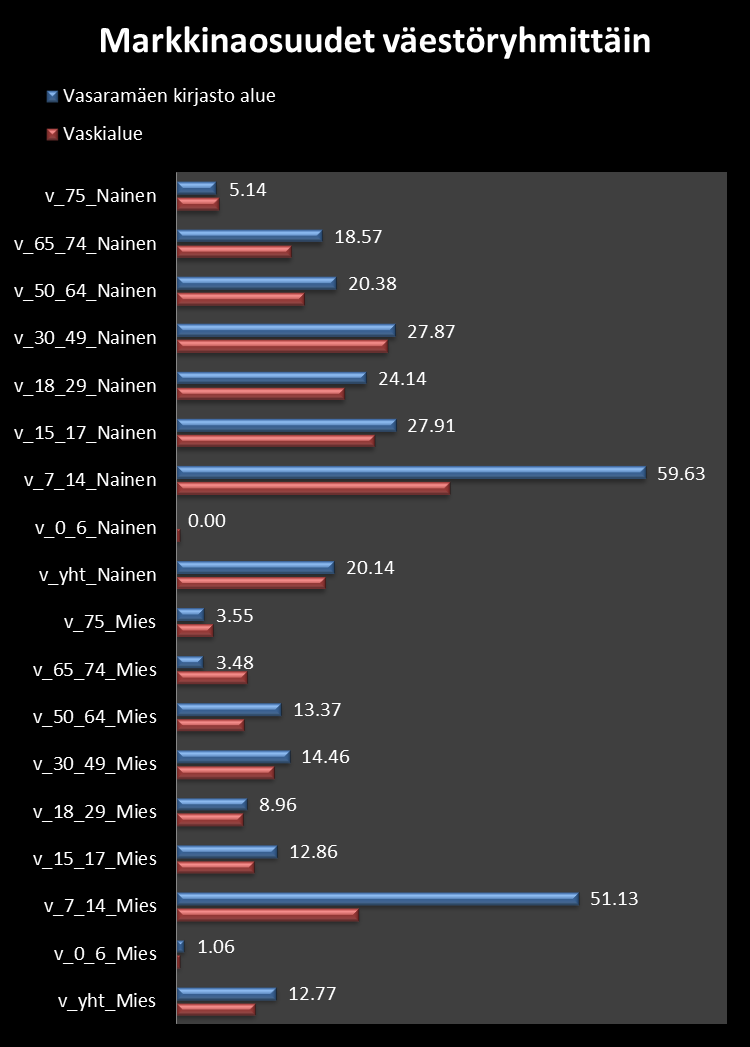 Markkinaosuudet väestöryhmittäin
Vasaramäen kirjasto alue
Vaskialue
v_75_Nainen 5.14
v_65_74_Nainen 18.57
v_50_64_Nainen 20.38
v_30_49_Nainen 27.87
v_18_29_Nainen 24.14
v_15_17_Nainen 27.91
v_7_14_Nainen 59.63
v_0_6_Nainen 0.00
v_yht_Nainen 20.14
v_75_Mies 3.55
v_65_74_Mies 3.48
v_50_64_Mies 13.37
v_30_49_Mies 14.46
v_18_29_Mies 8.96
v_15_17_Mies 12.86
v_7_14_Mies 51.13
v_0_6_Mies 1.06
v_yht_Mies 12.77